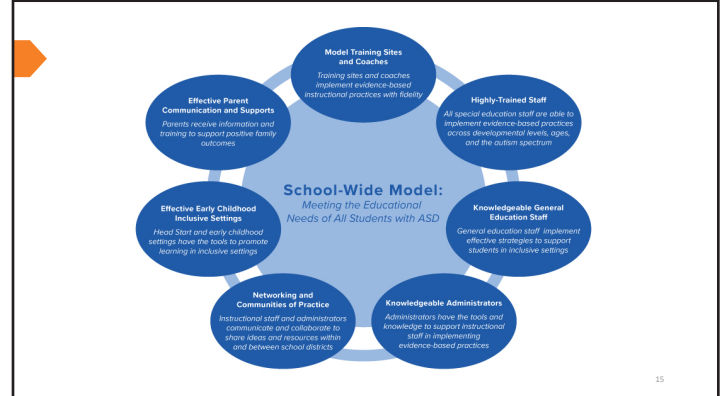 Model Training Sites
and Coaches
Training sites and coaches
implement evidence-based
instructional practices with fidelity
Highly-Trained Staff
All special education staff are able to
implement evidence-based practices
across developmental levels, ages,
and the autism spectrum
Knowledgeable General
Education Staff
General education staff implement
effective strategies to support
students in inclusive settings
Knowledgeable Administrators
Administrators have the tools and
knowledge to support instructional
staff in implementing
evidence-based practices
Networking and
Communities of Practice
Instructional staff and administrators
communicate and collaborate to
share ideas and resources within
and between school districts
Effective Early Childhood
Inclusive Settings
Head Start and early childhood
settings have the tools to promote
learning in inclusive settings
Effective Parent
Communication and Supports
Parents receive information and
training to support positive family
outcomes
School-Wide Model:
Meeting the Educational
Needs of All Students with ASD
15